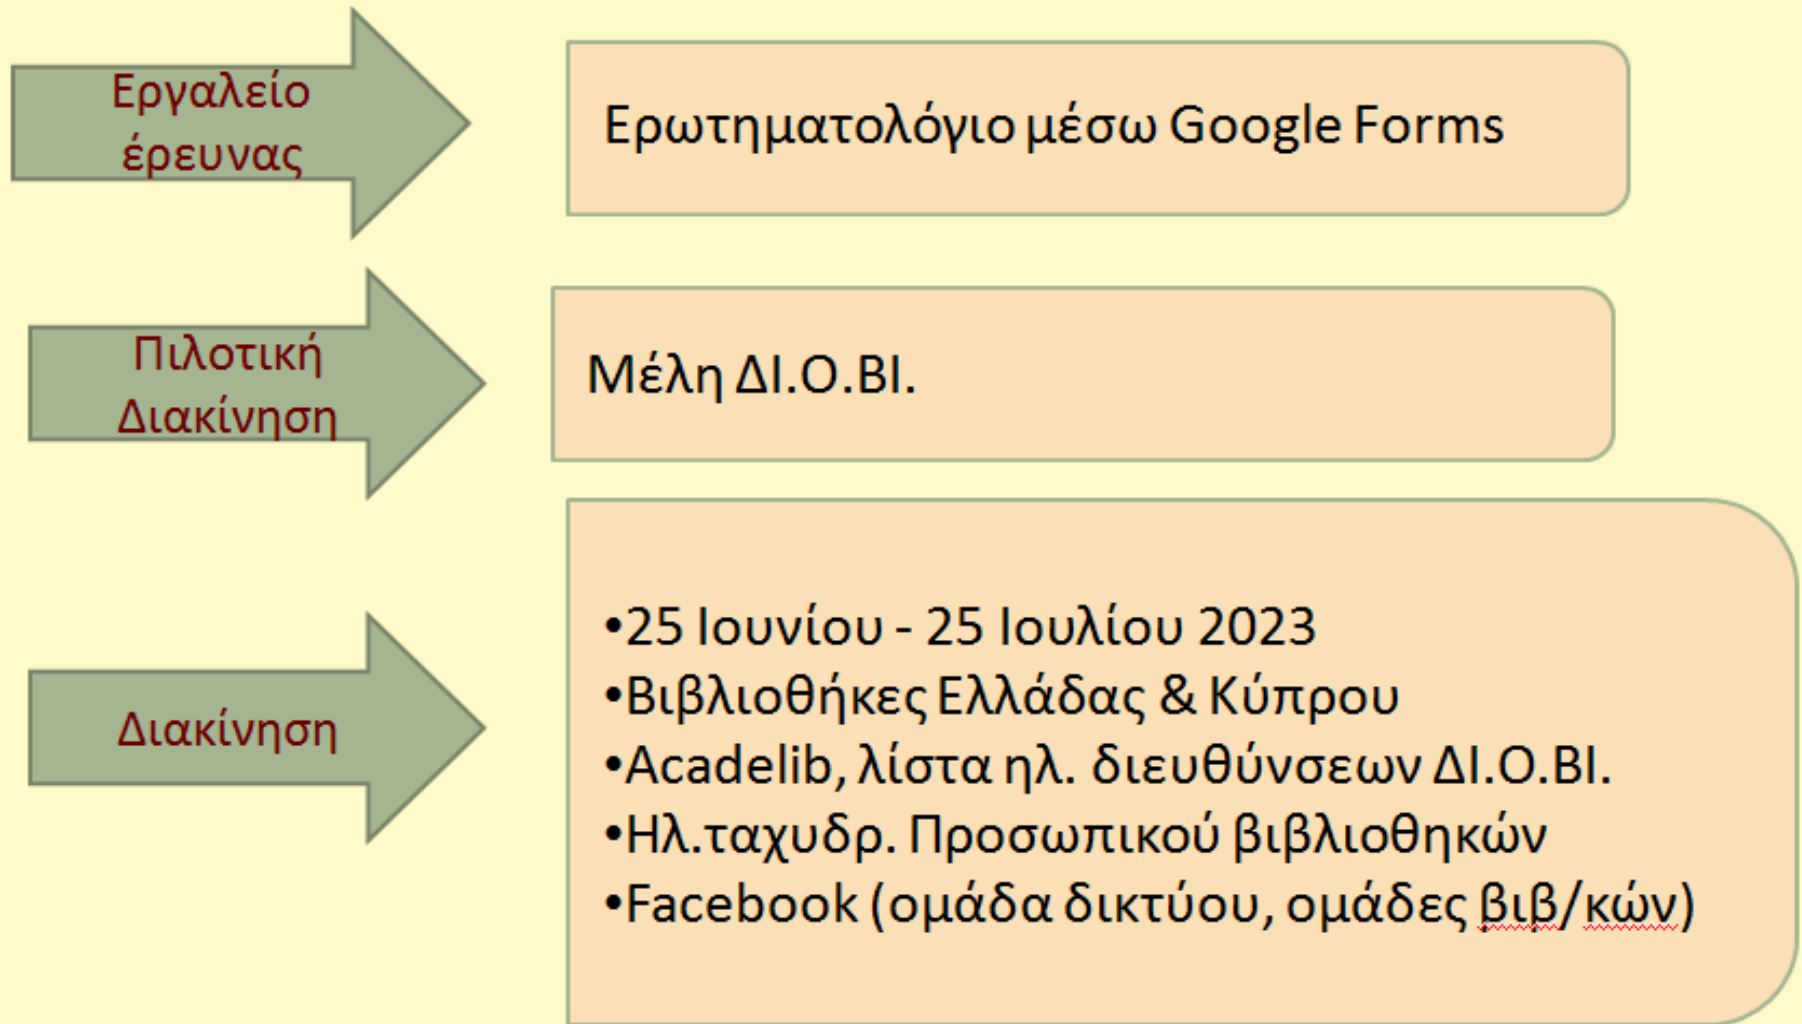 Εργαλείο
έρευνας
Ερωτηματολόγιο μέσω Google Forms
Πιλοτική
Διακίνηση
Μέλη ΔΙ.Ο.ΒΙ.
Διακίνηση
•25 Ιουνίου - 25 Ιουλίου 2023
•Βιβλιοθήκες Ελλάδας & Κύπρου
•Acadelib, λίστα ηλ. διευθύνσεων ΔΙ.Ο.ΒΙ.
•Ηλ.ταχυδρ. Προσωπικού βιβλιοθηκών
•Facebook (ομάδα δικτύου, ομάδες βιβ/κών)